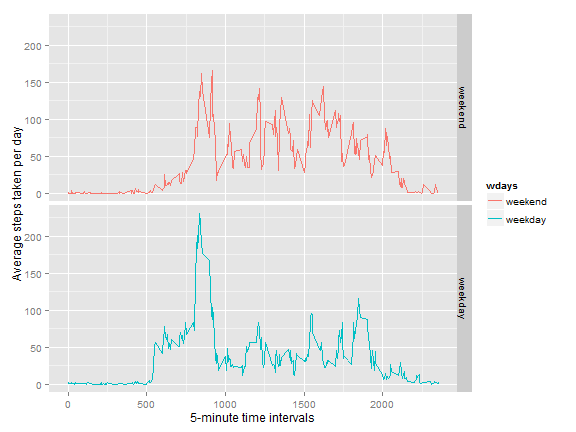 Average steps taken per day
200
150
100
50
0
weekend
200
150
100
50
0
weekday
0
500
1000
1500
2000
5-minute time intervals
wdays
weekend
weekday